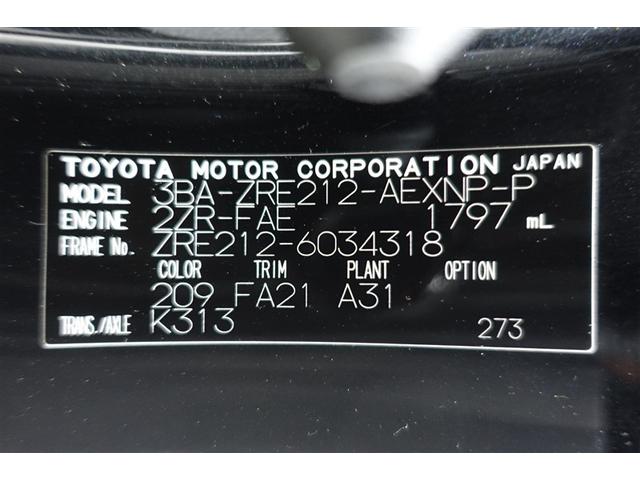 TOYOTA MOTOR CORPORATION JAPAN
MODEL 3BA-ZRE212-AEXNP-P
ENGINE 2ZR-FAE 1797 mL
FRAME No. ZRE212-6034318
COLOR TRIM PLANT OPTION
209 FA21 A31
TRANS./AXLE K313 273